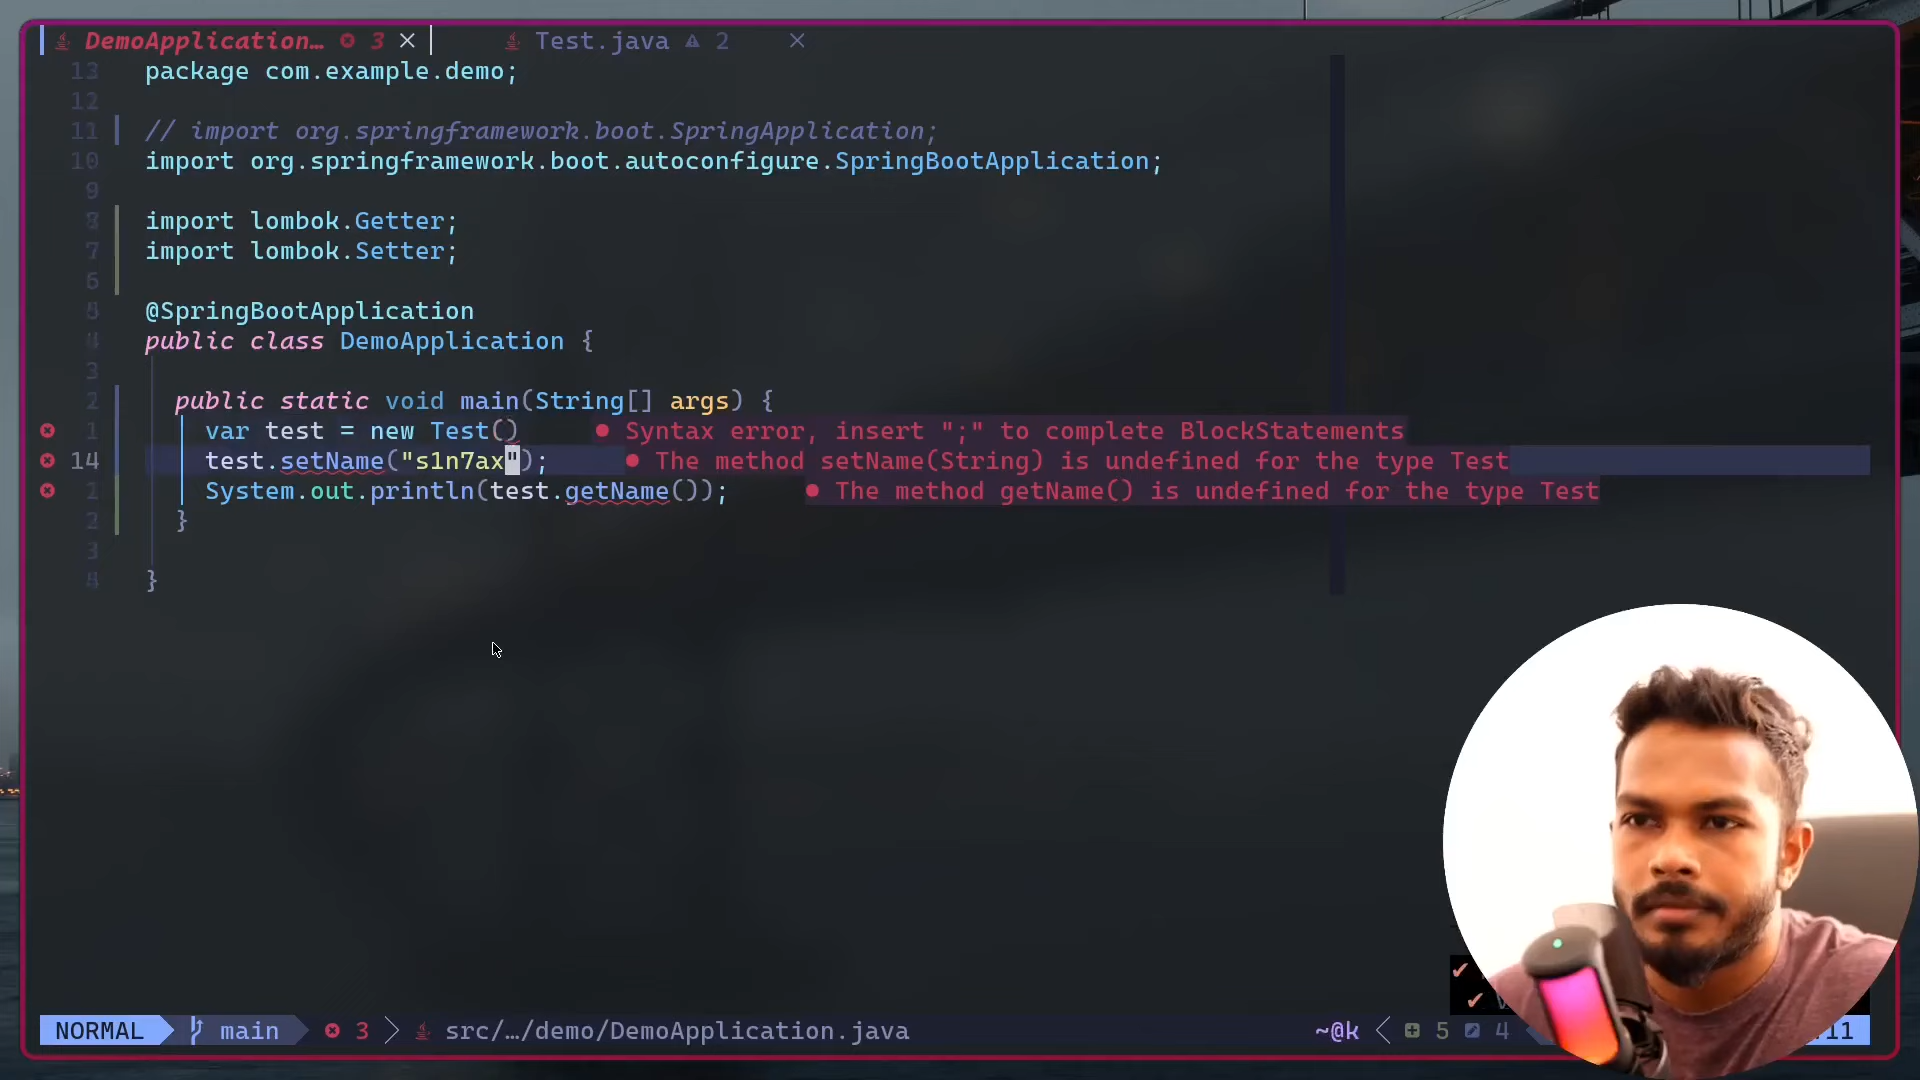 DemoApplication… 3 × Test.java 2 ×
13 package com.example.demo;
12
11 // import org.springframework.boot.SpringApplication;
10 import org.springframework.boot.autoconfigure.SpringBootApplication;
9
8 import lombok.Getter;
7 import lombok.Setter;
6
5 @SpringBootApplication
4 public class DemoApplication {
3
2 public static void main(String[] args) {
1 var test = new Test() ● Syntax error, insert ";" to complete BlockStatements
14 test.setName("s1n7ax"); ● The method setName(String) is undefined for the type Test
1 System.out.println(test.getName()); ● The method getName() is undefined for the type Test
2 }
3
4 }
NORMAL main 3 src/…/demo/DemoApplication.java ~@k 5 4 11